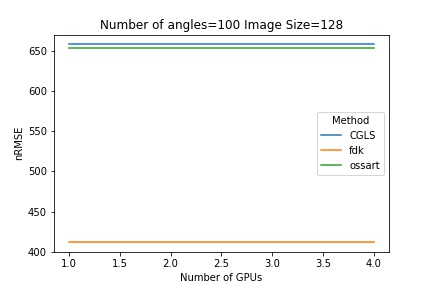 Number of angles=100 Image Size=128
nRMSE
650
600
550
500
450
400
Method
CGLS
fdk
ossart
1.0 1.5 2.0 2.5 3.0 3.5 4.0
Number of GPUs